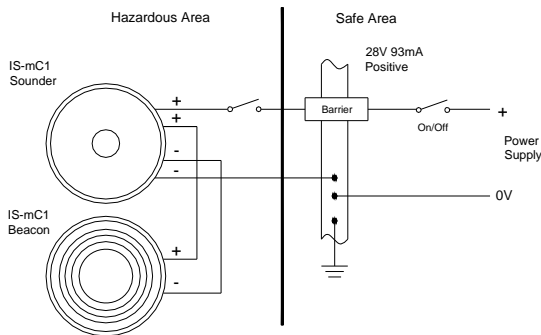 Hazardous Area
Safe Area
IS-mC1
Sounder
28V 93mA
Positive
+
+
-
-
Barrier
On/Off
+
Power
Supply
0V
IS-mC1
Beacon
+
-